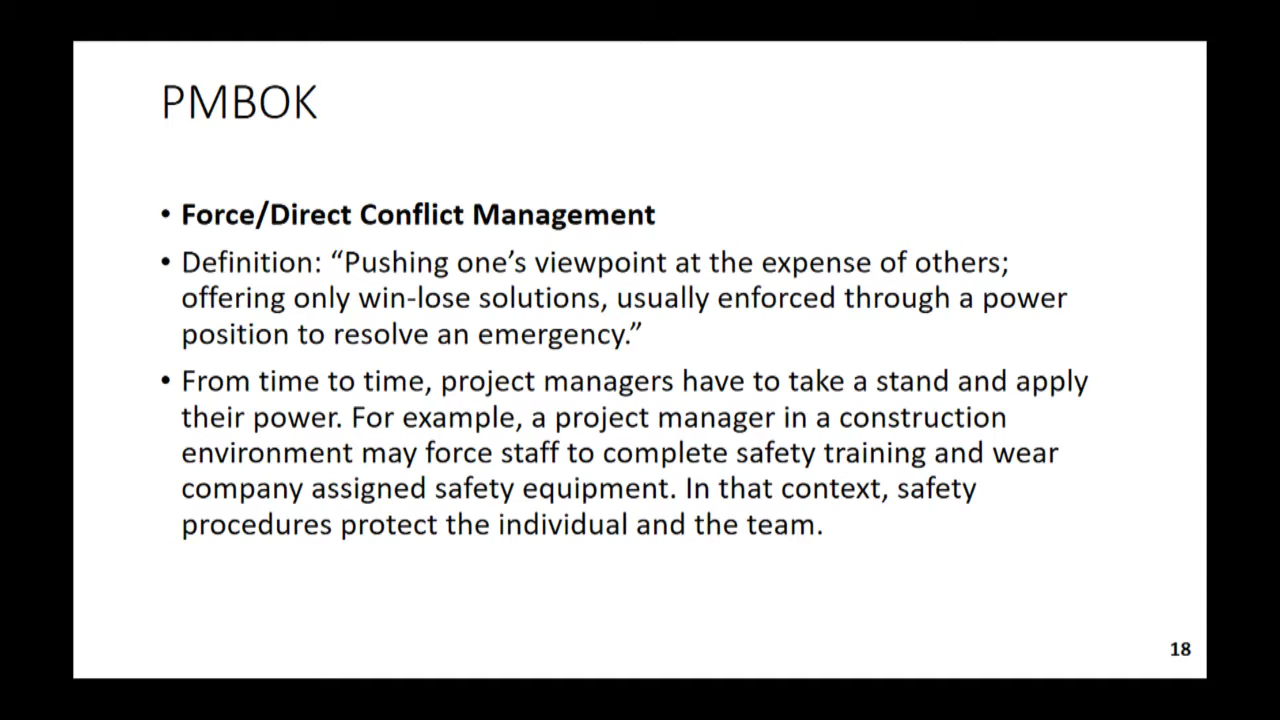 PMBOK
• Force/Direct Conflict Management
• Definition: “Pushing one’s viewpoint at the expense of others;
offering only win-lose solutions, usually enforced through a power
position to resolve an emergency.”
• From time to time, project managers have to take a stand and apply
their power. For example, a project manager in a construction
environment may force staff to complete safety training and wear
company assigned safety equipment. In that context, safety
procedures protect the individual and the team.
18